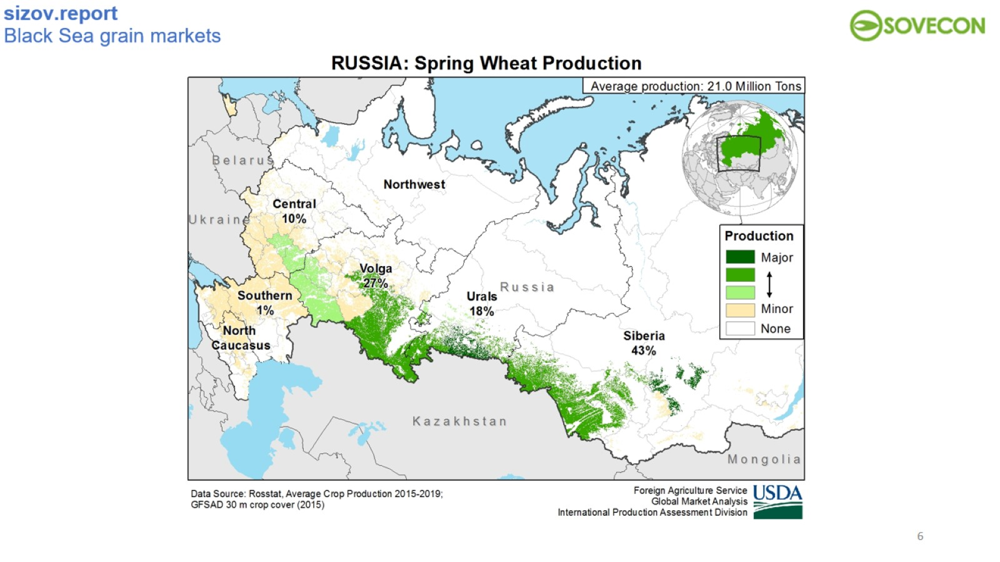 sizov.report
Black Sea grain markets
SOVECON
RUSSIA: Spring Wheat Production
Average production: 21.0 Million Tons
Belarus
Northwest
Central
10%
Ukraine
Production
Major
Minor
None
Volga
27%
Russia
Urals
18%
Southern
1%
North
Caucasus
Siberia
43%
Kazakhstan
Mongolia
Data Source: Rosstat, Average Crop Production 2015-2019;
GFSAD 30 m crop cover (2015)
Foreign Agriculture Service
Global Market Analysis
International Production Assessment Division
USDA
6